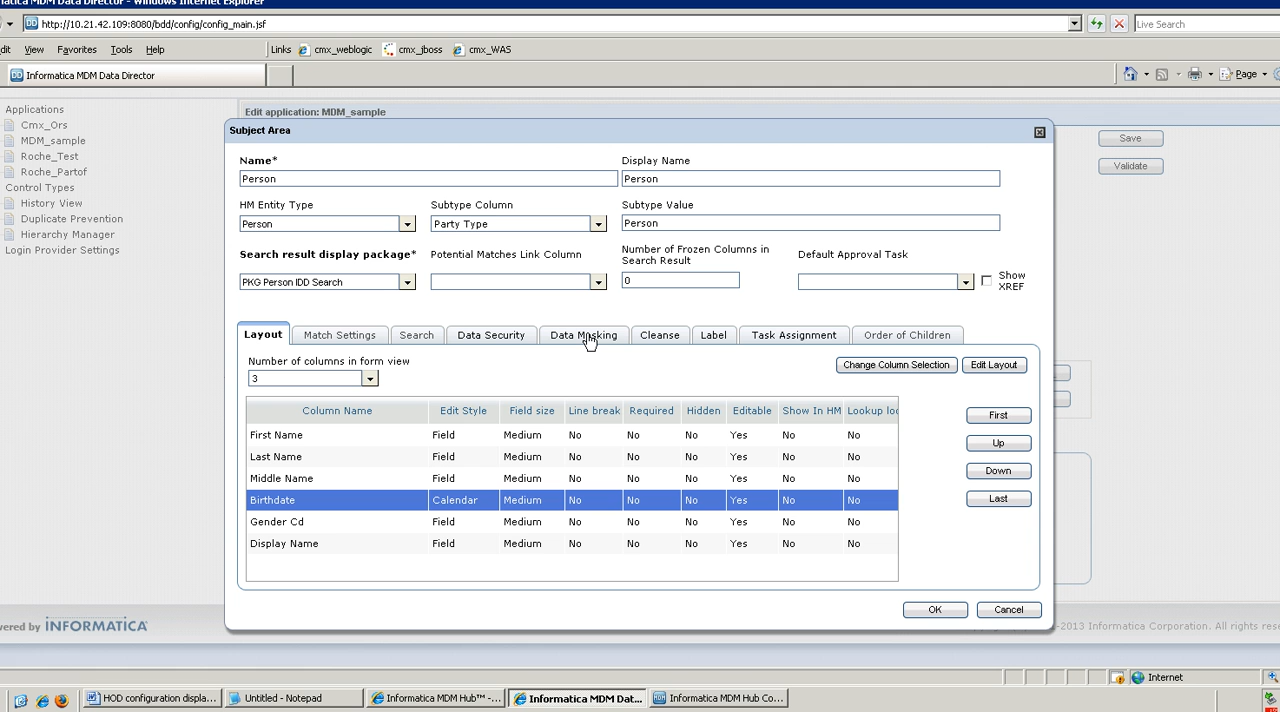 matica MDM Data Director - Windows Internet Explorer
http://10.21.42.109:8080/bdd/config/config_main.jsf
Live Search
dit View Favorites Tools Help
Links cmx_weblogic cmx_jboss cmx_WAS
Informatica MDM Data Director
Page
Applications
Cmx_Ors
MDM_sample
Roche_Test
Roche_Partof
Control Types
History View
Duplicate Prevention
Hierarchy Manager
Login Provider Settings
Edit application: MDM_sample
Save
Validate
Subject Area
Name* Display Name
Person Person
HM Entity Type Subtype Column Subtype Value
Person Party Type Person
Search result display package* Potential Matches Link Column Number of Frozen Columns in Search Result Default Approval Task
PKG Person IDD Search 0 Show XREF
Layout Match Settings Search Data Security Data Masking Cleanse Label Task Assignment Order of Children
Number of columns in form view
3
Change Column Selection Edit Layout
Column Name Edit Style Field size Line break Required Hidden Editable Show In HM Lookup loc
First Name Field Medium No No No Yes No No
Last Name Field Medium No No No Yes No No
Middle Name Field Medium No No No Yes No No
Birthdate Calendar Medium No No No Yes No No
Gender Cd Field Medium No No No Yes No No
Display Name Field Medium No No No Yes No No
First
Up
Down
Last
OK Cancel
wered by INFORMATICA
-2013 Informatica Corporation. All rights rese
Internet
HOD configuration displa... Untitled - Notepad Informatica MDM Hub™ -... Informatica MDM Dat... Informatica MDM Hub Co...